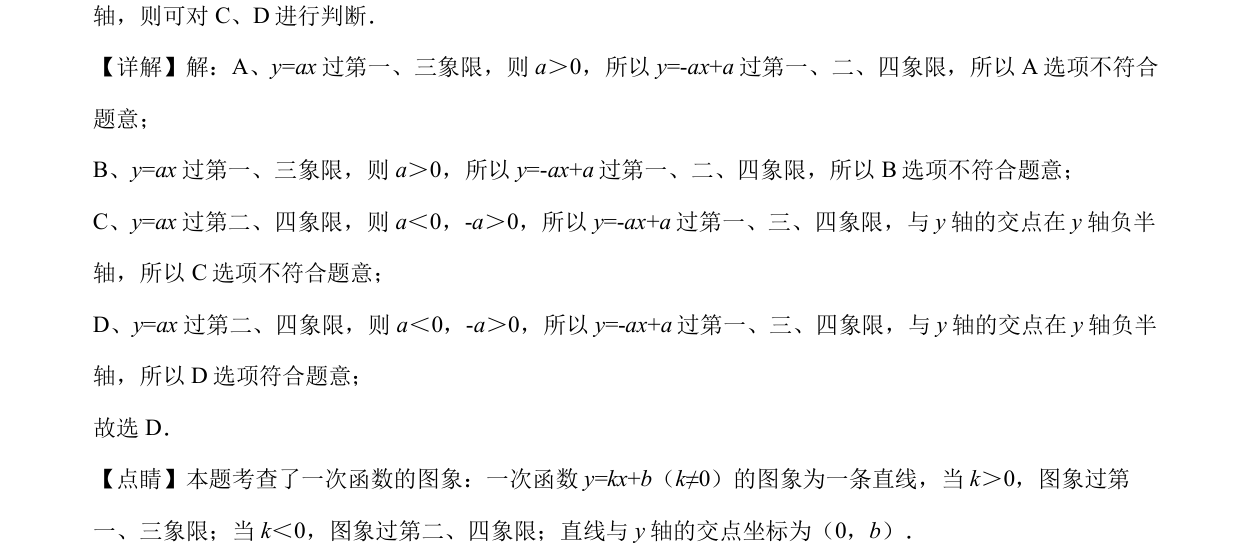 轴，则可对 C、D 进行判断．
【详解】解：A、y=ax 过第一、三象限，则 a＞0，所以 y=-ax+a 过第一、二、四象限，所以 A 选项不符合
题意；
B、y=ax 过第一、三象限，则 a＞0，所以 y=-ax+a 过第一、二、四象限，所以 B 选项不符合题意；
C、y=ax 过第二、四象限，则 a＜0，-a＞0，所以 y=-ax+a 过第一、三、四象限，与 y 轴的交点在 y 轴负半
轴，所以 C 选项不符合题意；
D、y=ax 过第二、四象限，则 a＜0，-a＞0，所以 y=-ax+a 过第一、三、四象限，与 y 轴的交点在 y 轴负半
轴，所以 D 选项符合题意；
故选 D．
【点睛】本题考查了一次函数的图象：一次函数 y=kx+b（k≠0）的图象为一条直线，当 k＞0，图象过第
一、三象限；当 k＜0，图象过第二、四象限；直线与 y 轴的交点坐标为（0，b）．